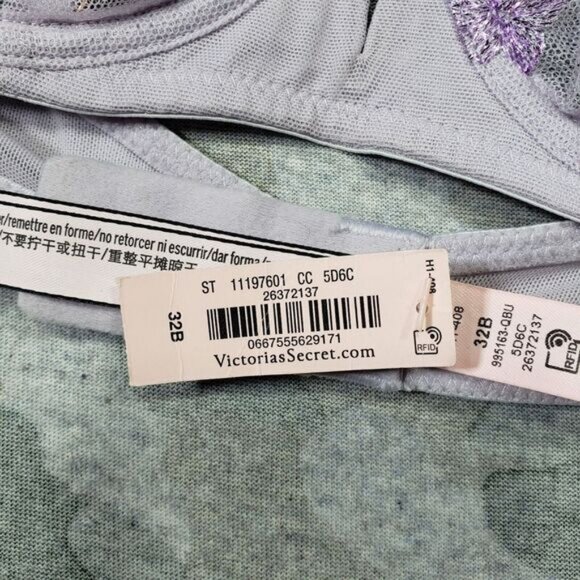 er/remettre en forme/no retorcer ni escurrir/dar forma
不要拧干或扭干/重整平摊晾干
ST 11197601 CC 5D6C
26372137
32B
0667555629171
VictoriasSecret.com
RFID
32B
995163-QBU
5D6C
26372137
RFID